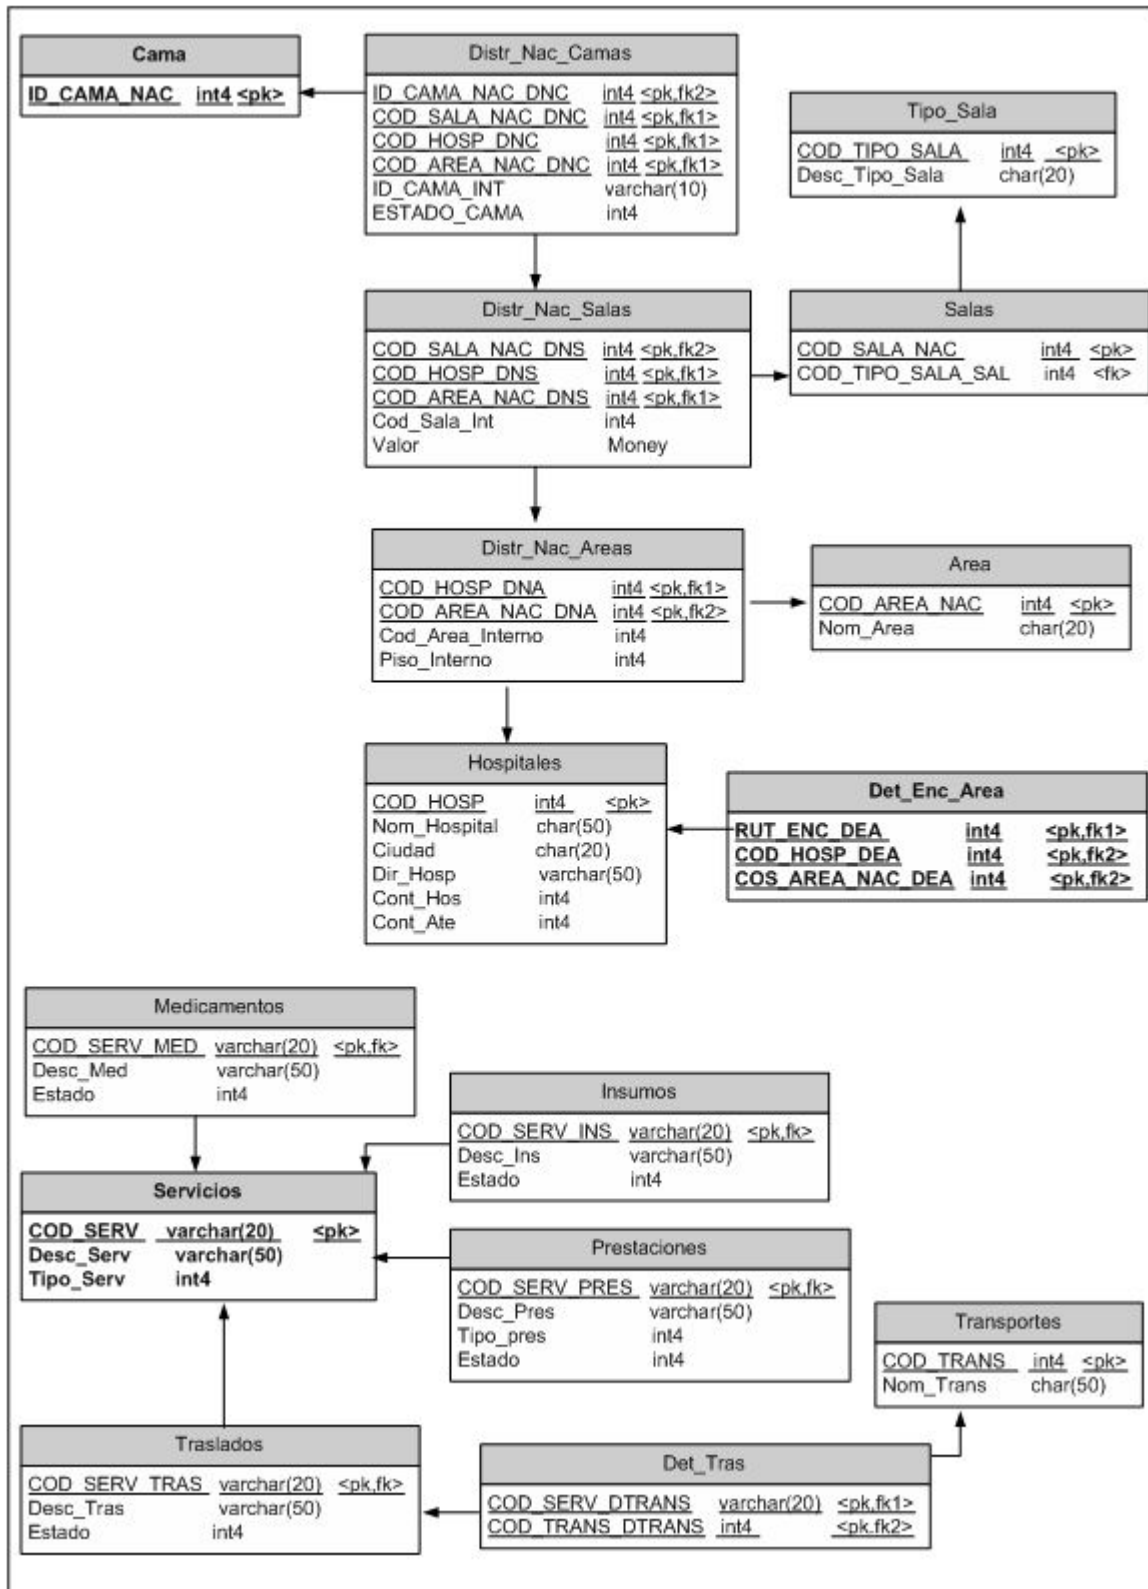 Cama
ID_CAMA_NAC int4 <pk>
Distr_Nac_Camas
ID_CAMA_NAC_DNC int4 <pk,fk2>
COD_SALA_NAC_DNC int4 <pk,fk1>
COD_HOSP_DNC int4 <pk,fk1>
COD_AREA_NAC_DNC int4 <pk,fk1>
ID_CAMA_INT varchar(10)
ESTADO_CAMA int4
Tipo_Sala
COD_TIPO_SALA int4 <pk>
Desc_Tipo_Sala char(20)
Distr_Nac_Salas
COD_SALA_NAC_DNS int4 <pk,fk2>
COD_HOSP_DNS int4 <pk,fk1>
COD_AREA_NAC_DNS int4 <pk,fk1>
Cod_Sala_Int int4
Valor Money
Salas
COD_SALA_NAC int4 <pk>
COD_TIPO_SALA_SAL int4 <fk>
Distr_Nac_Areas
COD_HOSP_DNA int4 <pk,fk1>
COD_AREA_NAC_DNA int4 <pk,fk2>
Cod_Area_Interno int4
Piso_Interno int4
Area
COD_AREA_NAC int4 <pk>
Nom_Area char(20)
Hospitales
COD_HOSP int4 <pk>
Nom_Hospital char(50)
Ciudad char(20)
Dir_Hosp varchar(50)
Cont_Hos int4
Cont_Ate int4
Det_Enc_Area
RUT_ENC_DEA int4 <pk,fk1>
COD_HOSP_DEA int4 <pk,fk2>
COS_AREA_NAC_DEA int4 <pk,fk2>
Medicamentos
COD_SERV_MED varchar(20) <pk,fk>
Desc_Med varchar(50)
Estado int4
Insumos
COD_SERV_INS varchar(20) <pk,fk>
Desc_Ins varchar(50)
Estado int4
Servicios
COD_SERV varchar(20) <pk>
Desc_Serv varchar(50)
Tipo_Serv int4
Prestaciones
COD_SERV_PRES varchar(20) <pk,fk>
Desc_Pres varchar(50)
Tipo_pres int4
Estado int4
Transportes
COD_TRANS int4 <pk>
Nom_Trans char(50)
Traslados
COD_SERV_TRAS varchar(20) <pk,fk>
Desc_Tras varchar(50)
Estado int4
Det_Tras
COD_SERV_DTRANS varchar(20) <pk,fk1>
COD_TRANS_DTRANS int4 <pk.fk2>